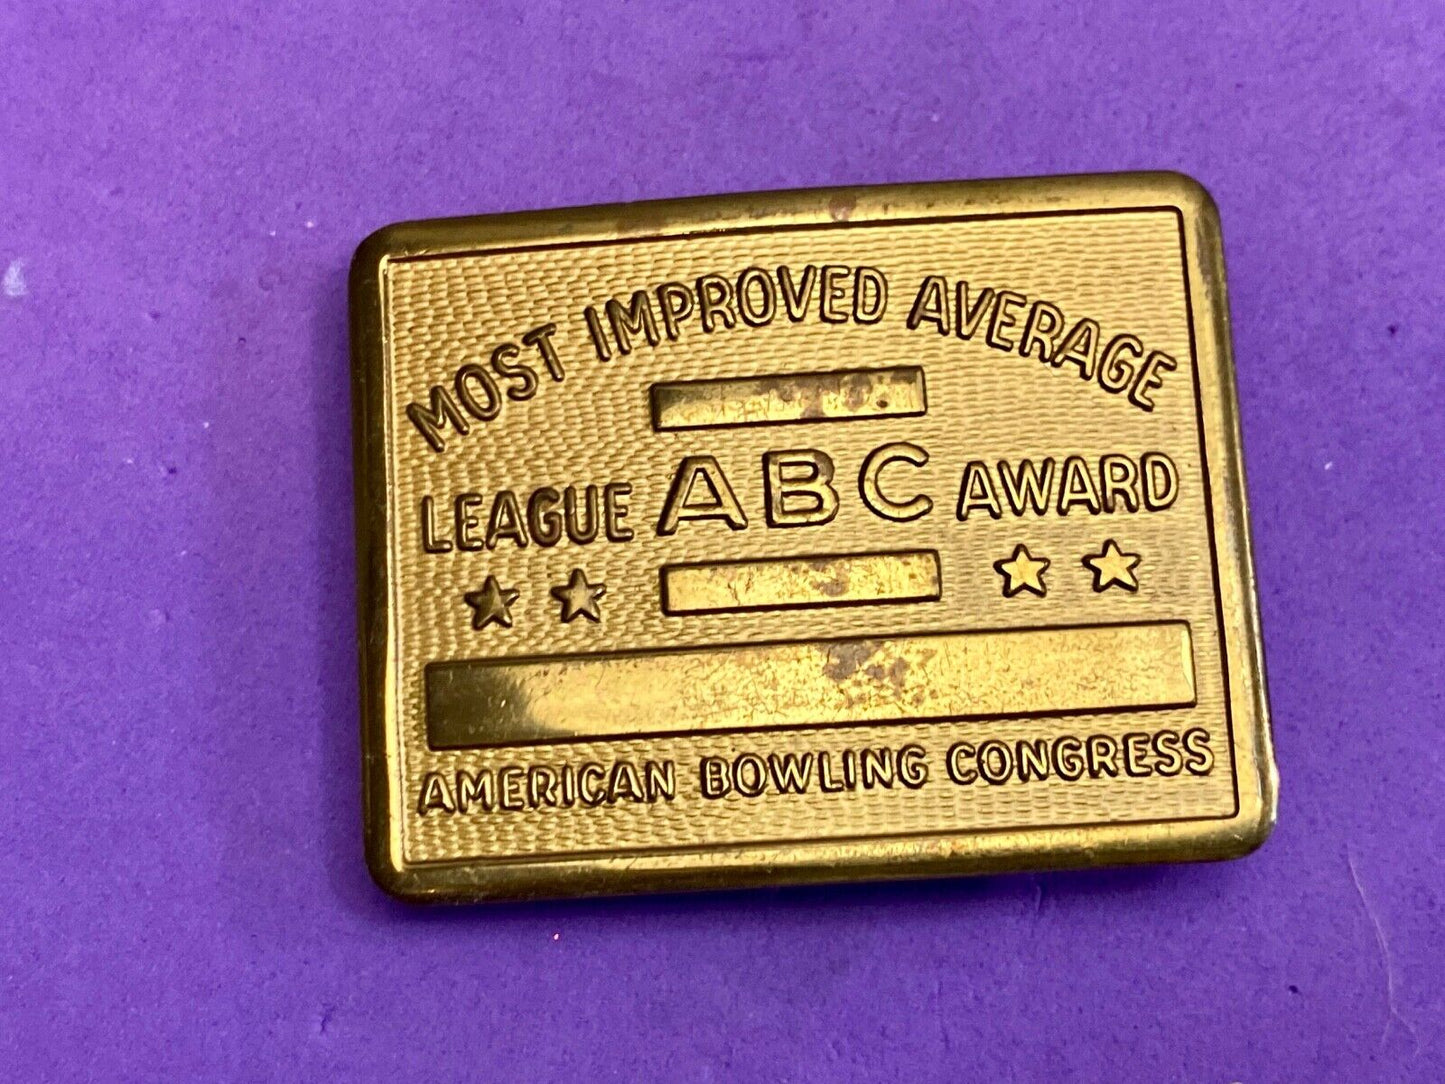 MOST IMPROVED AVERAGE
LEAGUE ABC AWARD
AMERICAN BOWLING CONGRESS